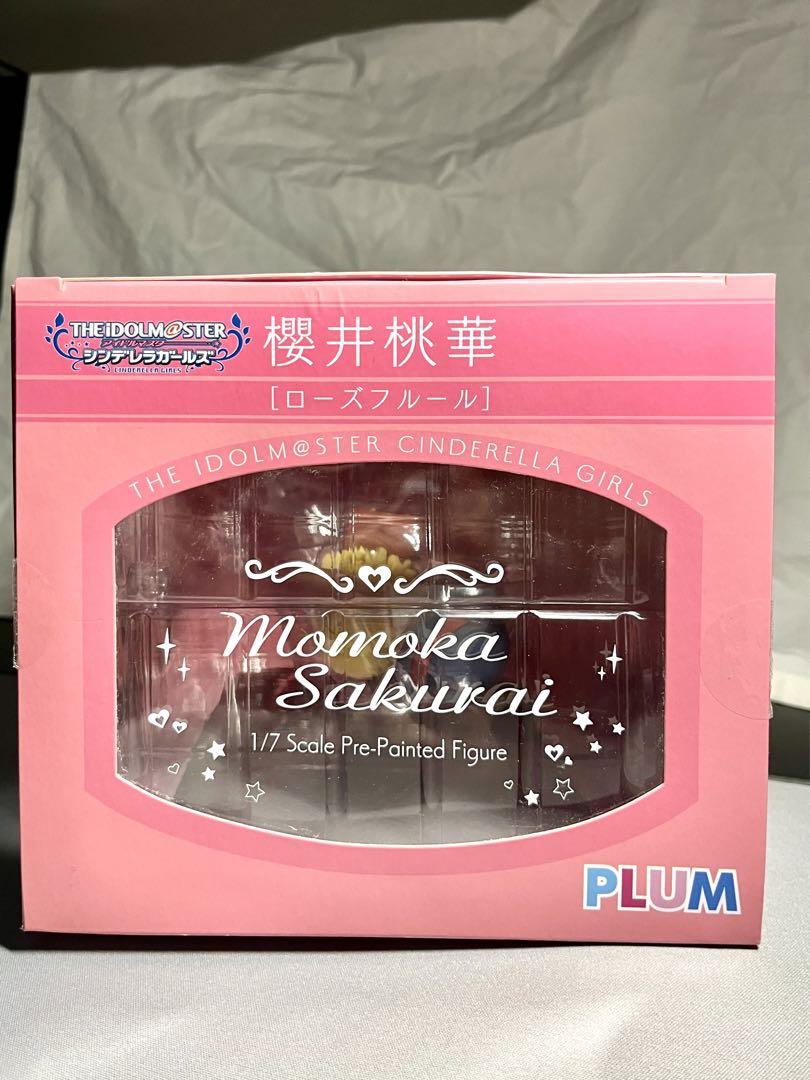 THE iDOLM@STER
アイドルマスター
シンデレラガールズ
CINDERELLA GIRLS
櫻井桃華
[ローズフルール]
THE IDOLM@STER CINDERELLA GIRLS
Momoka
Sakurai
1/7 Scale Pre-Painted Figure
PLUM